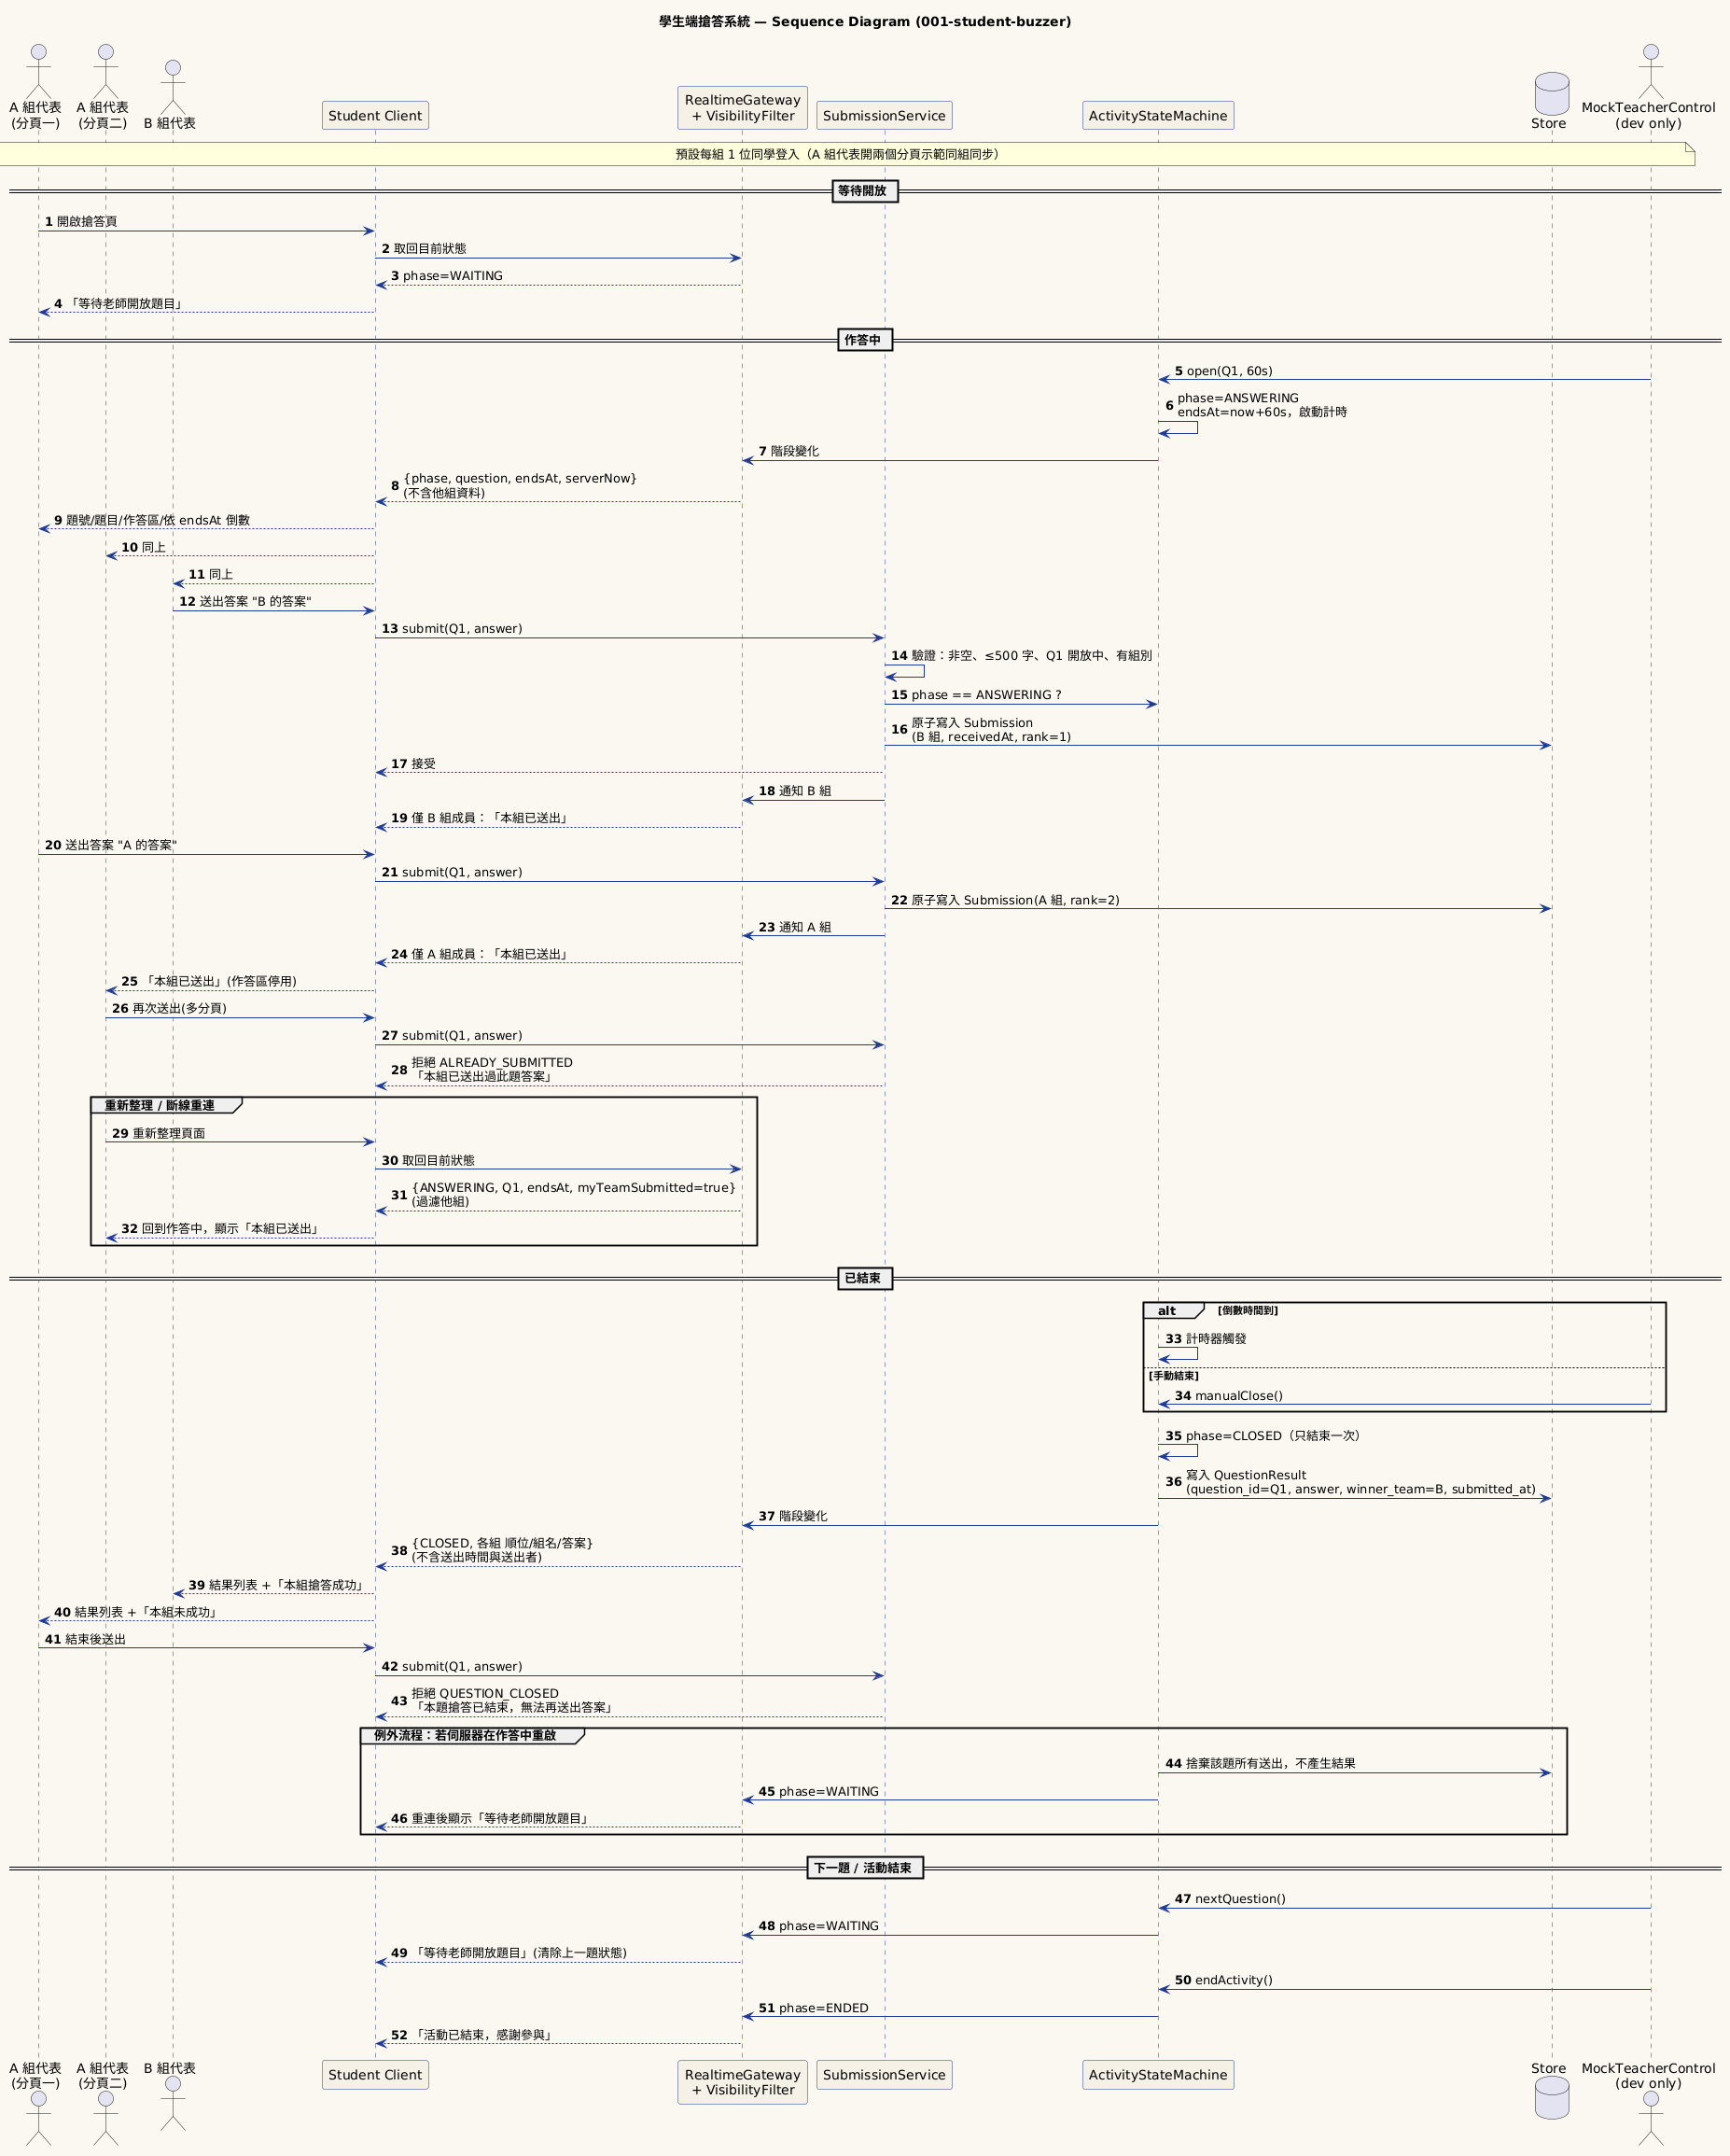 學生端搶答系統 — Sequence Diagram (001-student-buzzer)
A 組代表
(分頁一)
A 組代表
(分頁二)
B 組代表
Student Client
RealtimeGateway
+ VisibilityFilter
SubmissionService
ActivityStateMachine
Store
MockTeacherControl
(dev only)
預設每組 1 位同學登入（A 組代表開兩個分頁示範同組同步）
等待開放
1 開啟搶答頁
2 取回目前狀態
3 phase=WAITING
4 「等待老師開放題目」
作答中
5 open(Q1, 60s)
6 phase=ANSWERING
endsAt=now+60s，啟動計時
7 階段變化
8 {phase, question, endsAt, serverNow}
(不含他組資料)
9 題號/題目/作答區/依 endsAt 倒數
10 同上
11 同上
12 送出答案 "B 的答案"
13 submit(Q1, answer)
14 驗證：非空、≤500 字、Q1 開放中、有組別
15 phase == ANSWERING ?
16 原子寫入 Submission
(B 組, receivedAt, rank=1)
17 接受
18 通知 B 組
19 僅 B 組成員：「本組已送出」
20 送出答案 "A 的答案"
21 submit(Q1, answer)
22 原子寫入 Submission(A 組, rank=2)
23 通知 A 組
24 僅 A 組成員：「本組已送出」
25 「本組已送出」(作答區停用)
26 再次送出(多分頁)
27 submit(Q1, answer)
28 拒絕 ALREADY_SUBMITTED
「本組已送出過此題答案」
重新整理 / 斷線重連
29 重新整理頁面
30 取回目前狀態
31 {ANSWERING, Q1, endsAt, myTeamSubmitted=true}
(過濾他組)
32 回到作答中，顯示「本組已送出」
已結束
alt [倒數時間到]
33 計時器觸發
[手動結束]
34 manualClose()
35 phase=CLOSED（只結束一次）
36 寫入 QuestionResult
(question_id=Q1, answer, winner_team=B, submitted_at)
37 階段變化
38 {CLOSED, 各組 順位/組名/答案}
(不含送出時間與送出者)
39 結果列表 +「本組搶答成功」
40 結果列表 +「本組未成功」
41 結束後送出
42 submit(Q1, answer)
43 拒絕 QUESTION_CLOSED
「本題搶答已結束，無法再送出答案」
例外流程：若伺服器在作答中重啟
44 捨棄該題所有送出，不產生結果
45 phase=WAITING
46 重連後顯示「等待老師開放題目」
下一題 / 活動結束
47 nextQuestion()
48 phase=WAITING
49 「等待老師開放題目」(清除上一題狀態)
50 endActivity()
51 phase=ENDED
52 「活動已結束，感謝參與」
A 組代表
(分頁一)
A 組代表
(分頁二)
B 組代表
Student Client
RealtimeGateway
+ VisibilityFilter
SubmissionService
ActivityStateMachine
Store
MockTeacherControl
(dev only)